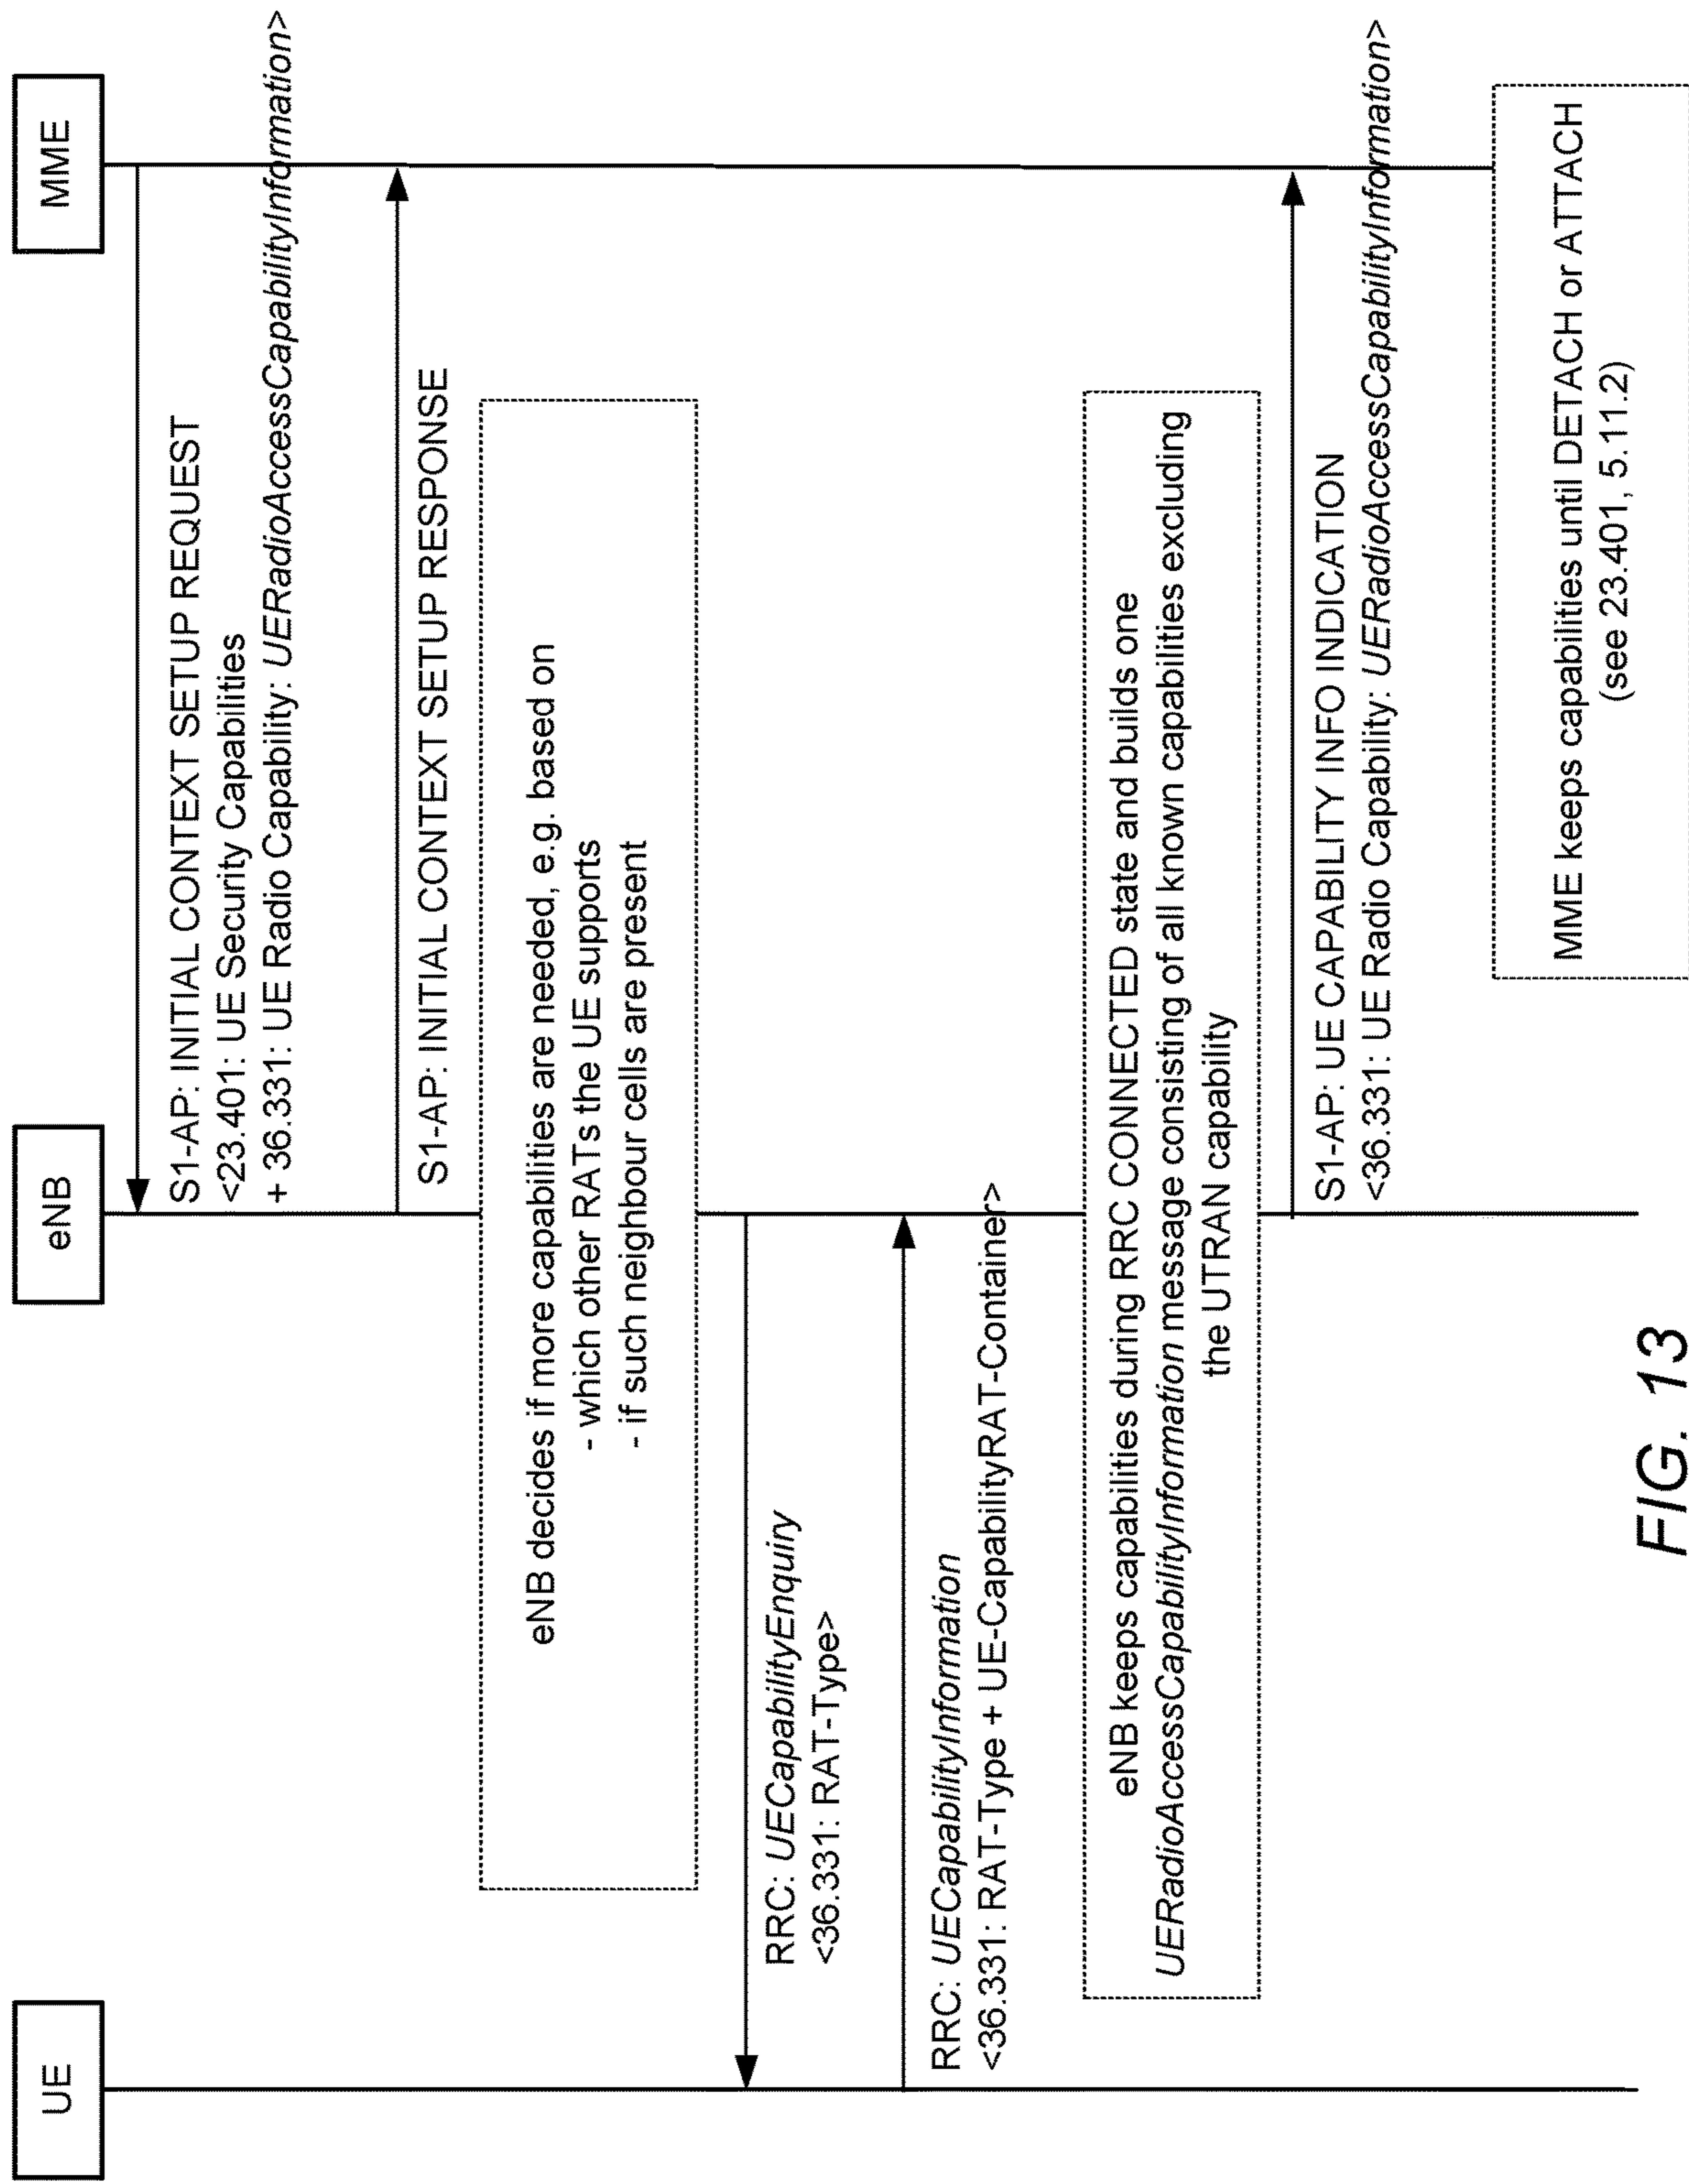 UE
eNB
MME
S1-AP: INITIAL CONTEXT SETUP REQUEST
<23.401: UE Security Capabilities
+ 36.331: UE Radio Capability: UERadioAccessCapabilityInformation>
S1-AP: INITIAL CONTEXT SETUP RESPONSE
eNB decides if more capabilities are needed, e.g. based on
- which other RATs the UE supports
- if such neighbour cells are present
RRC: UECapabilityEnquiry
<36.331: RAT-Type>
RRC: UECapabilityInformation
<36.331: RAT-Type + UE-CapabilityRAT-Container>
eNB keeps capabilities during RRC CONNECTED state and builds one
UERadioAccessCapabilityInformation message consisting of all known capabilities excluding
the UTRAN capability
S1-AP: UE CAPABILITY INFO INDICATION
<36.331: UE Radio Capability: UERadioAccessCapabilityInformation>
MME keeps capabilities until DETACH or ATTACH
(see 23.401, 5.11.2)
FIG. 13